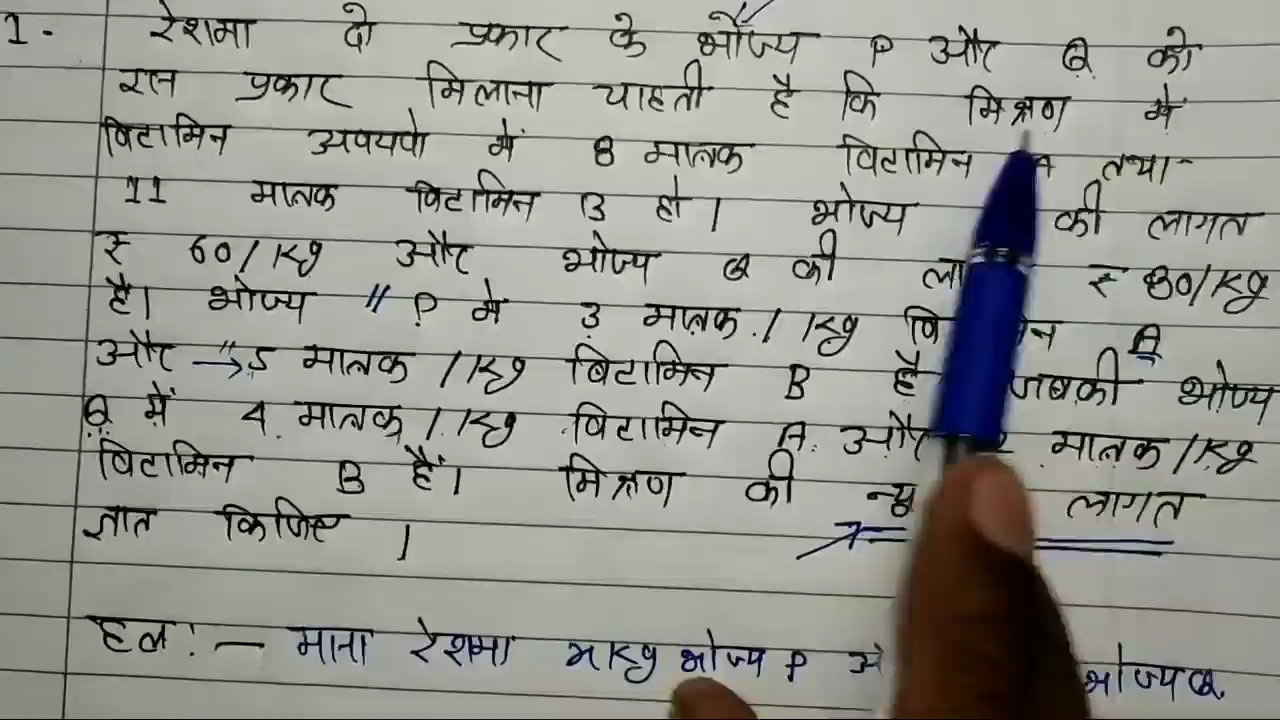 1. रेशमा दो प्रकार के भोज्य P और Q को
इस प्रकार मिलाना चाहती है कि मिश्रण में
विटामिन अवयवो में 8 मात्रक विटामिन A तथा
11 मात्रक विटामिन B हो। भोज्य की लागत
₹ 60/Kg और भोज्य Q की ₹ 80/Kg
है। भोज्य " P में 3 मात्रक / Kg A
और → 5 मात्रक /Kg बिटामिन B है जबकी भोज्य
Q में 4 मात्रक / Kg विटामिन A और मात्रक/Kg
विटामिन B हैं। मिश्रण की लागत
ज्ञात किजिए ।
हल :- माना रेशमा x Kg भोज्य P भोज्य Q